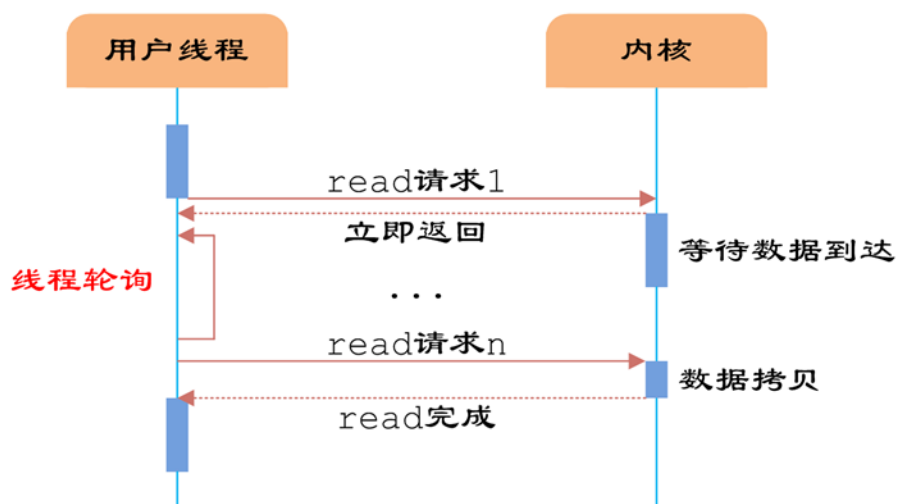 用户线程
内核
read请求1
立即返回
等待数据到达
线程轮询
...
read请求n
数据拷贝
read完成